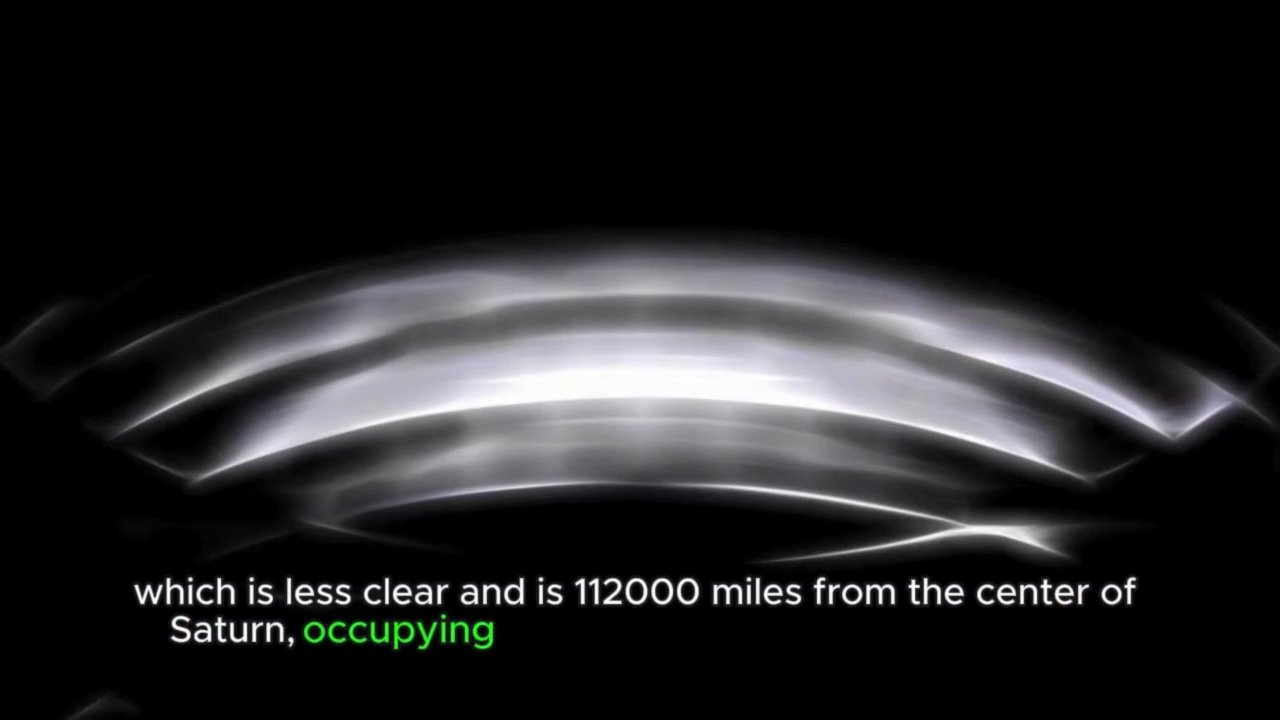 which is less clear and is 112000 miles from the center of
Saturn, occupying